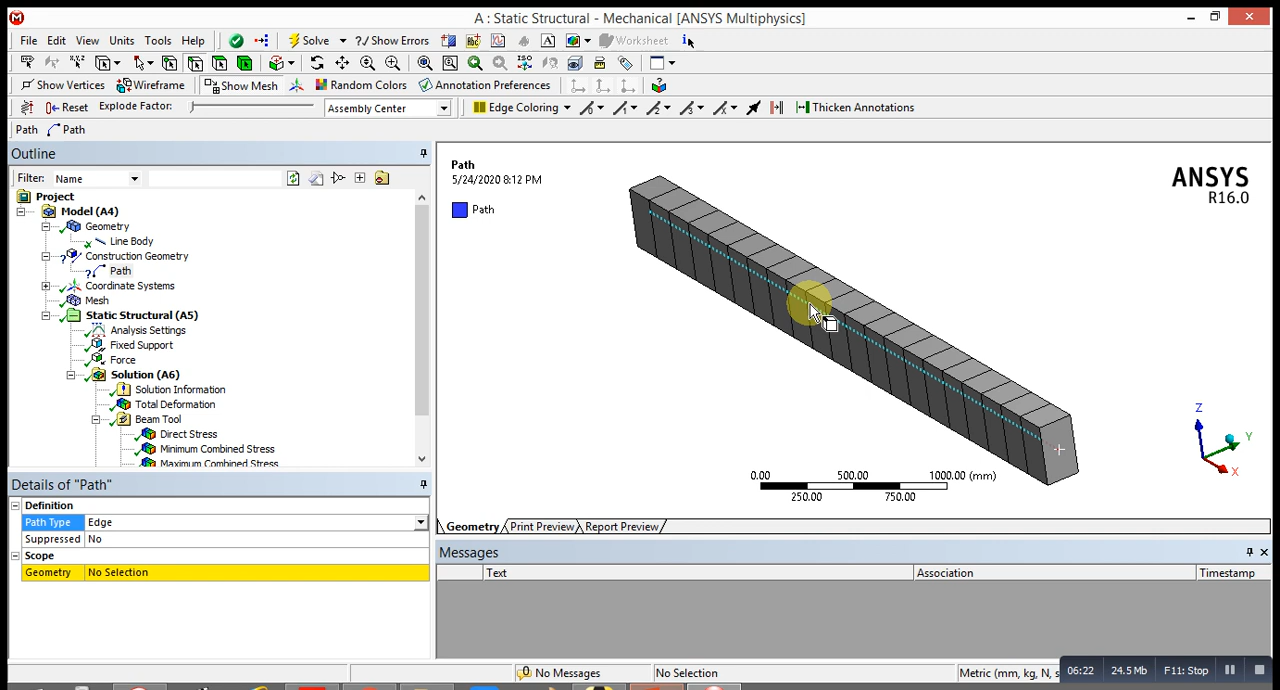 A : Static Structural - Mechanical [ANSYS Multiphysics]
File Edit View Units Tools Help Solve ?/ Show Errors Worksheet
Show Vertices Wireframe Show Mesh Random Colors Annotation Preferences
Reset Explode Factor: Assembly Center Edge Coloring Thicken Annotations
Path Path
Outline
Filter: Name
Project
Model (A4)
Geometry
Line Body
Construction Geometry
Path
Coordinate Systems
Mesh
Static Structural (A5)
Analysis Settings
Fixed Support
Force
Solution (A6)
Solution Information
Total Deformation
Beam Tool
Direct Stress
Minimum Combined Stress
Maximum Combined Stress
Details of "Path"
Definition
Path Type Edge
Suppressed No
Scope
Geometry No Selection
Path
5/24/2020 8:12 PM
Path
ANSYS
R16.0
Z
Y
X
0.00 500.00 1000.00 (mm)
250.00 750.00
Geometry Print Preview Report Preview
Messages
Text Association Timestamp
No Messages No Selection Metric (mm, kg, N, s
06:22 24.5 Mb F11: Stop